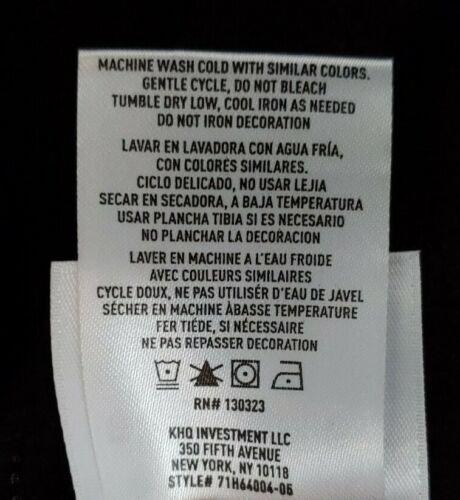 MACHINE WASH COLD WITH SIMILAR COLORS.
GENTLE CYCLE, DO NOT BLEACH
TUMBLE DRY LOW, COOL IRON AS NEEDED
DO NOT IRON DECORATION
LAVAR EN LAVADORA CON AGUA FRÍA,
CON COLORES SIMILARES.
CICLO DELICADO, NO USAR LEJIA
SECAR EN SECADORA, A BAJA TEMPERATURA
USAR PLANCHA TIBIA SI ES NECESARIO
NO PLANCHAR LA DECORACION
LAVER EN MACHINE A L'EAU FROIDE
AVEC COULEURS SIMILAIRES
CYCLE DOUX, NE PAS UTILISÉR D'EAU DE JAVEL
SÉCHER EN MACHINE ÀBASSE TEMPERATURE
FER TIÉDE, SI NÉCESSAIRE
NE PAS REPASSER DECORATION
RN# 130323
KHQ INVESTMENT LLC
350 FIFTH AVENUE
NEW YORK, NY 10118
STYLE# 71H64004-06